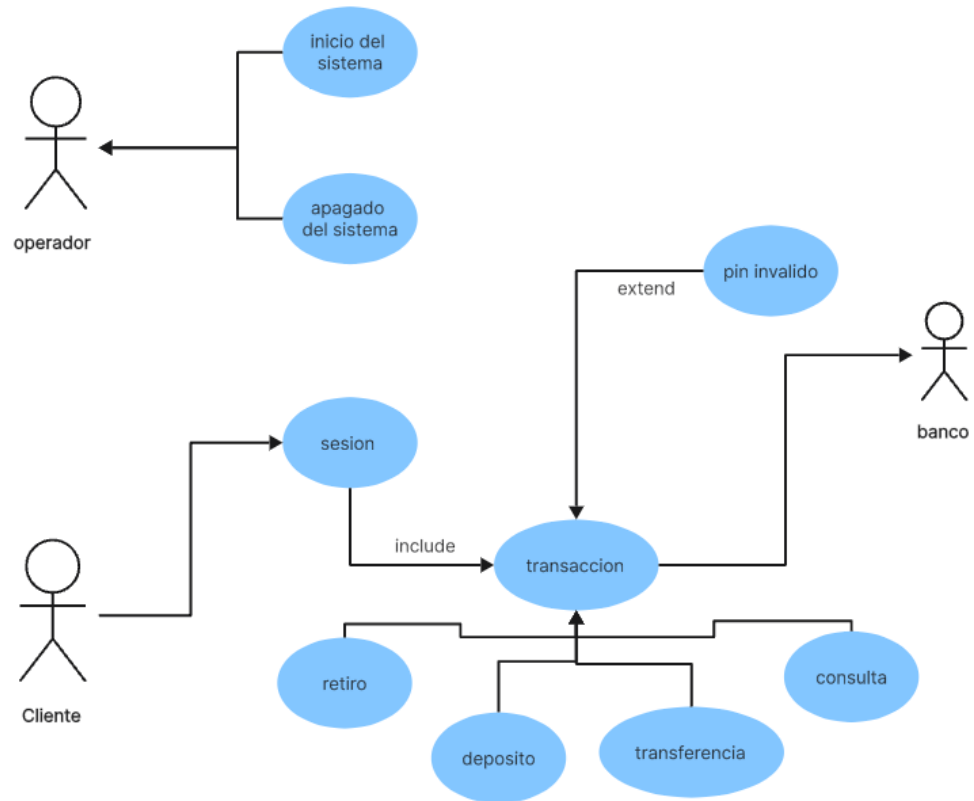 inicio del
sistema
operador
apagado
del sistema
pin invalido
extend
banco
sesion
include
transaccion
Cliente
retiro
consulta
deposito
transferencia